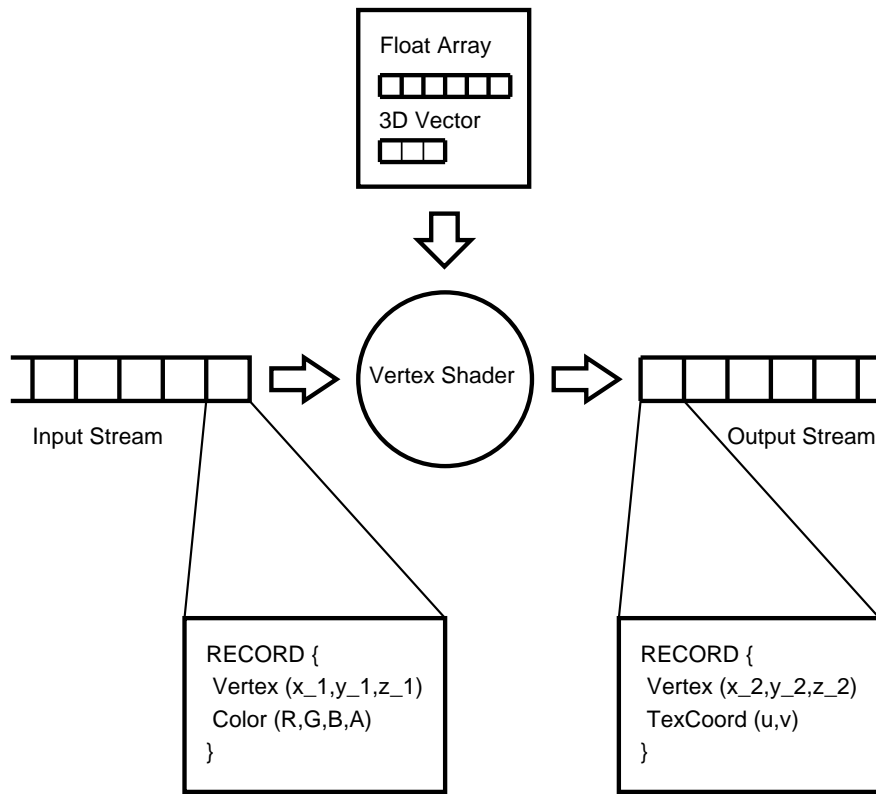 Float Array
3D Vector
Vertex Shader
Input Stream
Output Stream
RECORD {
Vertex (x_1,y_1,z_1)
Color (R,G,B,A)
}
RECORD {
Vertex (x_2,y_2,z_2)
TexCoord (u,v)
}